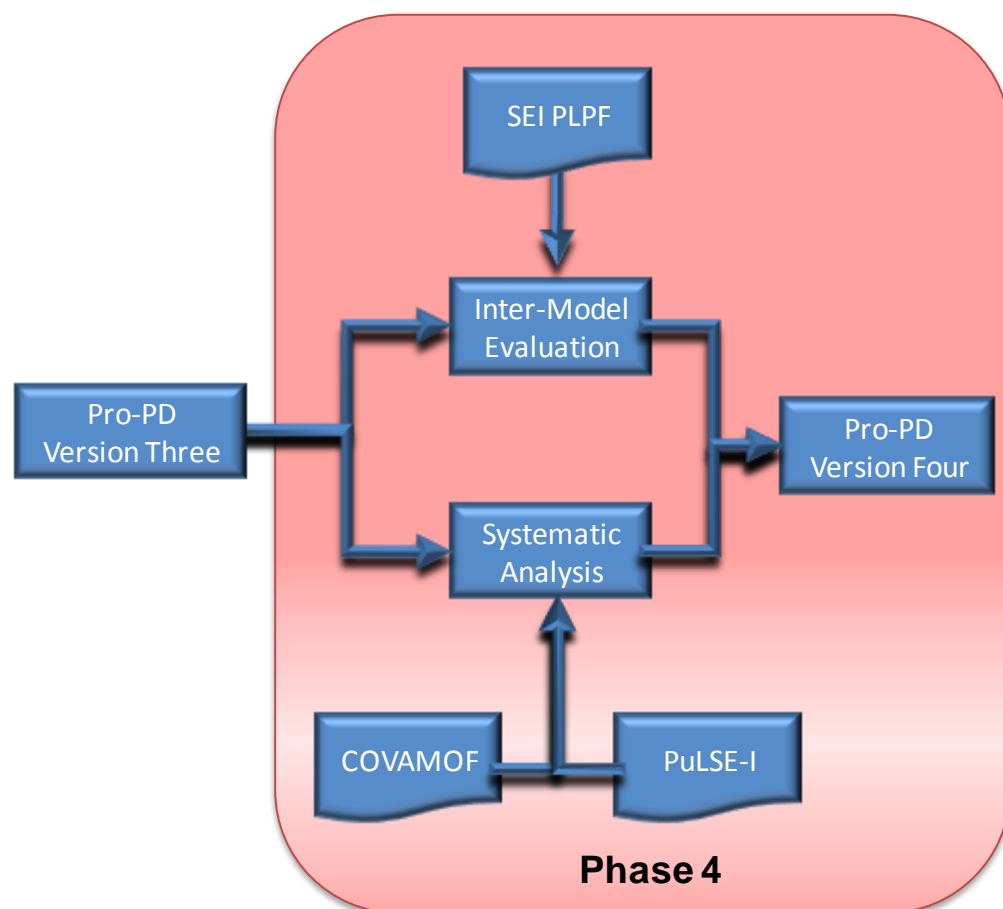 SEI PLPF
Inter-Model
Evaluation
Pro-PD
Version Three
Pro-PD
Version Four
Systematic
Analysis
COVAMOF
PuLSE-I
Phase 4